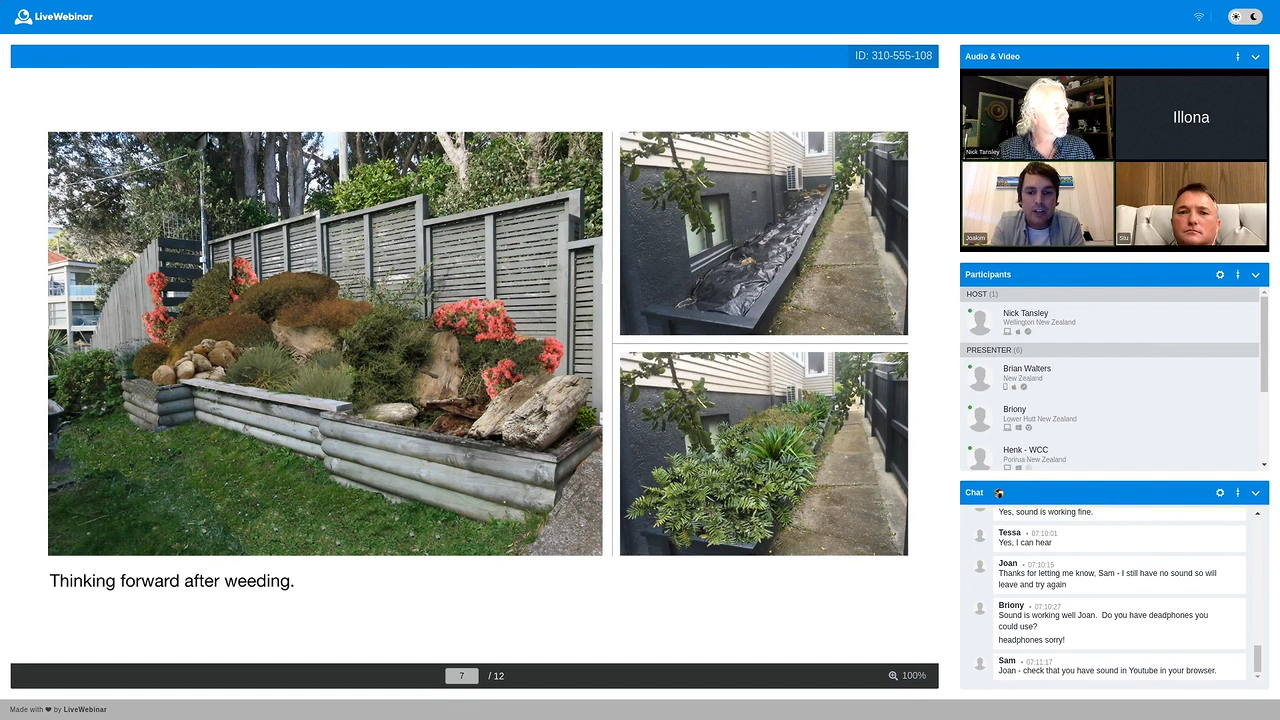 LiveWebinar
ID: 310-555-108
Thinking forward after weeding.
7 / 12
100%
Made with ❤ by LiveWebinar
Audio & Video
Nick Tansley
Illona
Joakim
Stu
Participants
HOST (1)
Nick Tansley
Wellington New Zealand
PRESENTER (6)
Brian Walters
New Zealand
Briony
Lower Hutt New Zealand
Henk - WCC
Porirua New Zealand
Chat
Yes, sound is working fine.
Tessa • 07:10:01
Yes, I can hear
Joan • 07:10:15
Thanks for letting me know, Sam - I still have no sound so will
leave and try again
Briony • 07:10:27
Sound is working well Joan.  Do you have deadphones you
could use?
headphones sorry!
Sam • 07:11:17
Joan - check that you have sound in Youtube in your browser.